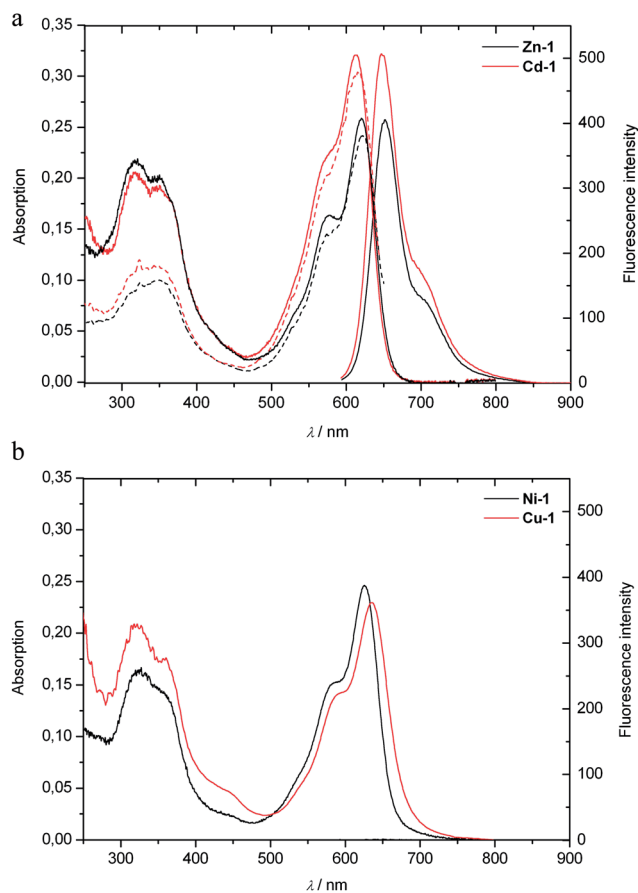 a
0,35
0,30
0,25
0,20
0,15
0,10
0,05
0,00
Absorption
500
400
300
200
100
0
Fluorescence intensity
Zn-1
Cd-1
300 400 500 600 700 800 900
λ / nm
b
0,35
0,30
0,25
0,20
0,15
0,10
0,05
0,00
Absorption
500
400
300
200
100
0
Fluorescence intensity
Ni-1
Cu-1
300 400 500 600 700 800 900
λ / nm